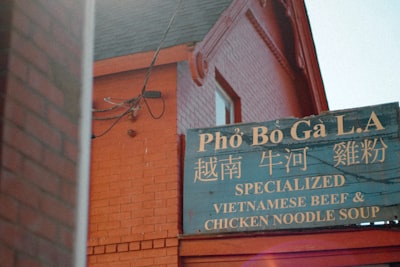 Phở Bò Gà L.A
越南 牛河 雞粉
SPECIALIZED
VIETNAMESE BEEF &
CHICKEN NOODLE SOUP